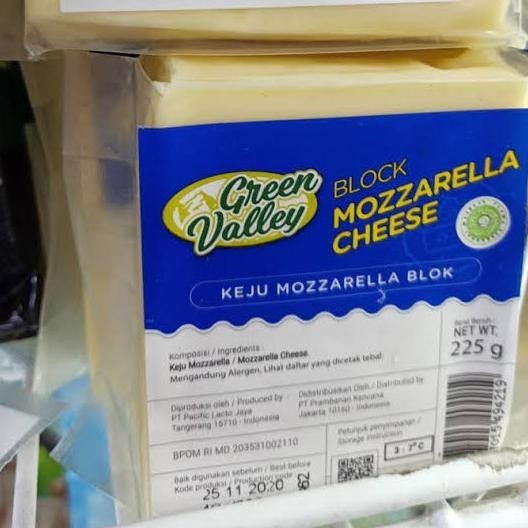 Green
Valley
BLOCK
MOZZARELLA
CHEESE
KEJU MOZZARELLA BLOK
Komposisi / Ingredients :
Keju Mozzarella / Mozzarella Cheese.
Mengandung Alergen, Lihat daftar yang dicetak tebal.
Berat Bersih
NET WT.
225 g
Diproduksi oleh / Produced by :
PT Pacific Lacto Jaya
Tangerang 15710 - Indonesia
Didistribusikan Oleh / Distributed by
PT Prambanan Kencana
Jakarta 10160 - Indonesia
BPOM RI MD 203531002110
Petunjuk penyimpanan /
Storage instruction
3 - 7°C
Baik digunakan sebelum / Best before
Kode produksi / Production code
25 11 2020